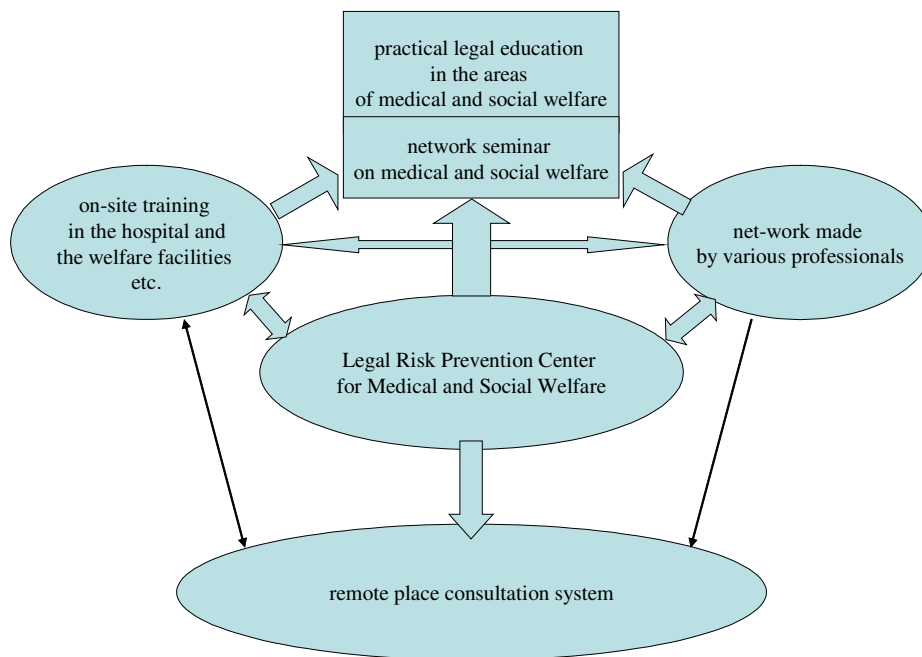 practical legal education
in the areas
of medical and social welfare
network seminar
on medical and social welfare
on-site training
in the hospital and
the welfare facilities
etc.
net-work made
by various professionals
Legal Risk Prevention Center
for Medical and Social Welfare
remote place consultation system